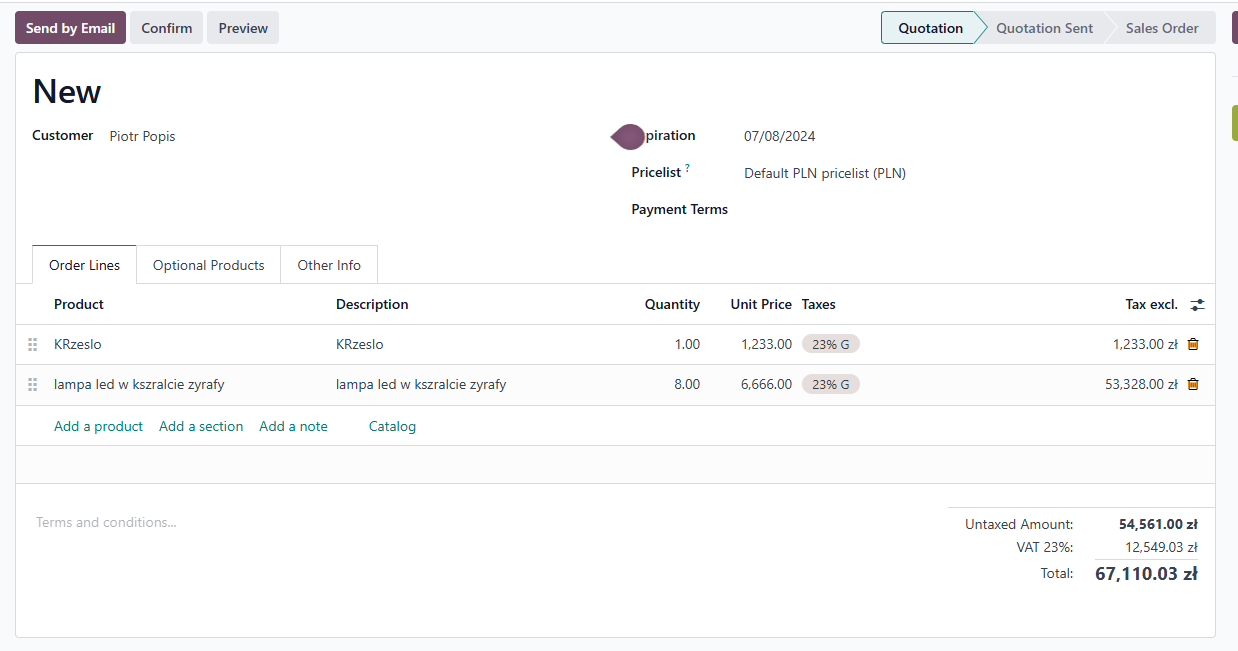 Send by Email Confirm Preview Quotation Quotation Sent Sales Order
New
Customer Piotr Popis piration 07/08/2024
Pricelist ? Default PLN pricelist (PLN)
Payment Terms
Order Lines Optional Products Other Info
Product Description Quantity Unit Price Taxes Tax excl.
KRzeslo KRzeslo 1.00 1,233.00 23% G 1,233.00 zł
lampa led w kszralcie zyrafy lampa led w kszralcie zyrafy 8.00 6,666.00 23% G 53,328.00 zł
Add a product Add a section Add a note Catalog
Terms and conditions...
Untaxed Amount: 54,561.00 zł
VAT 23%: 12,549.03 zł
Total: 67,110.03 zł